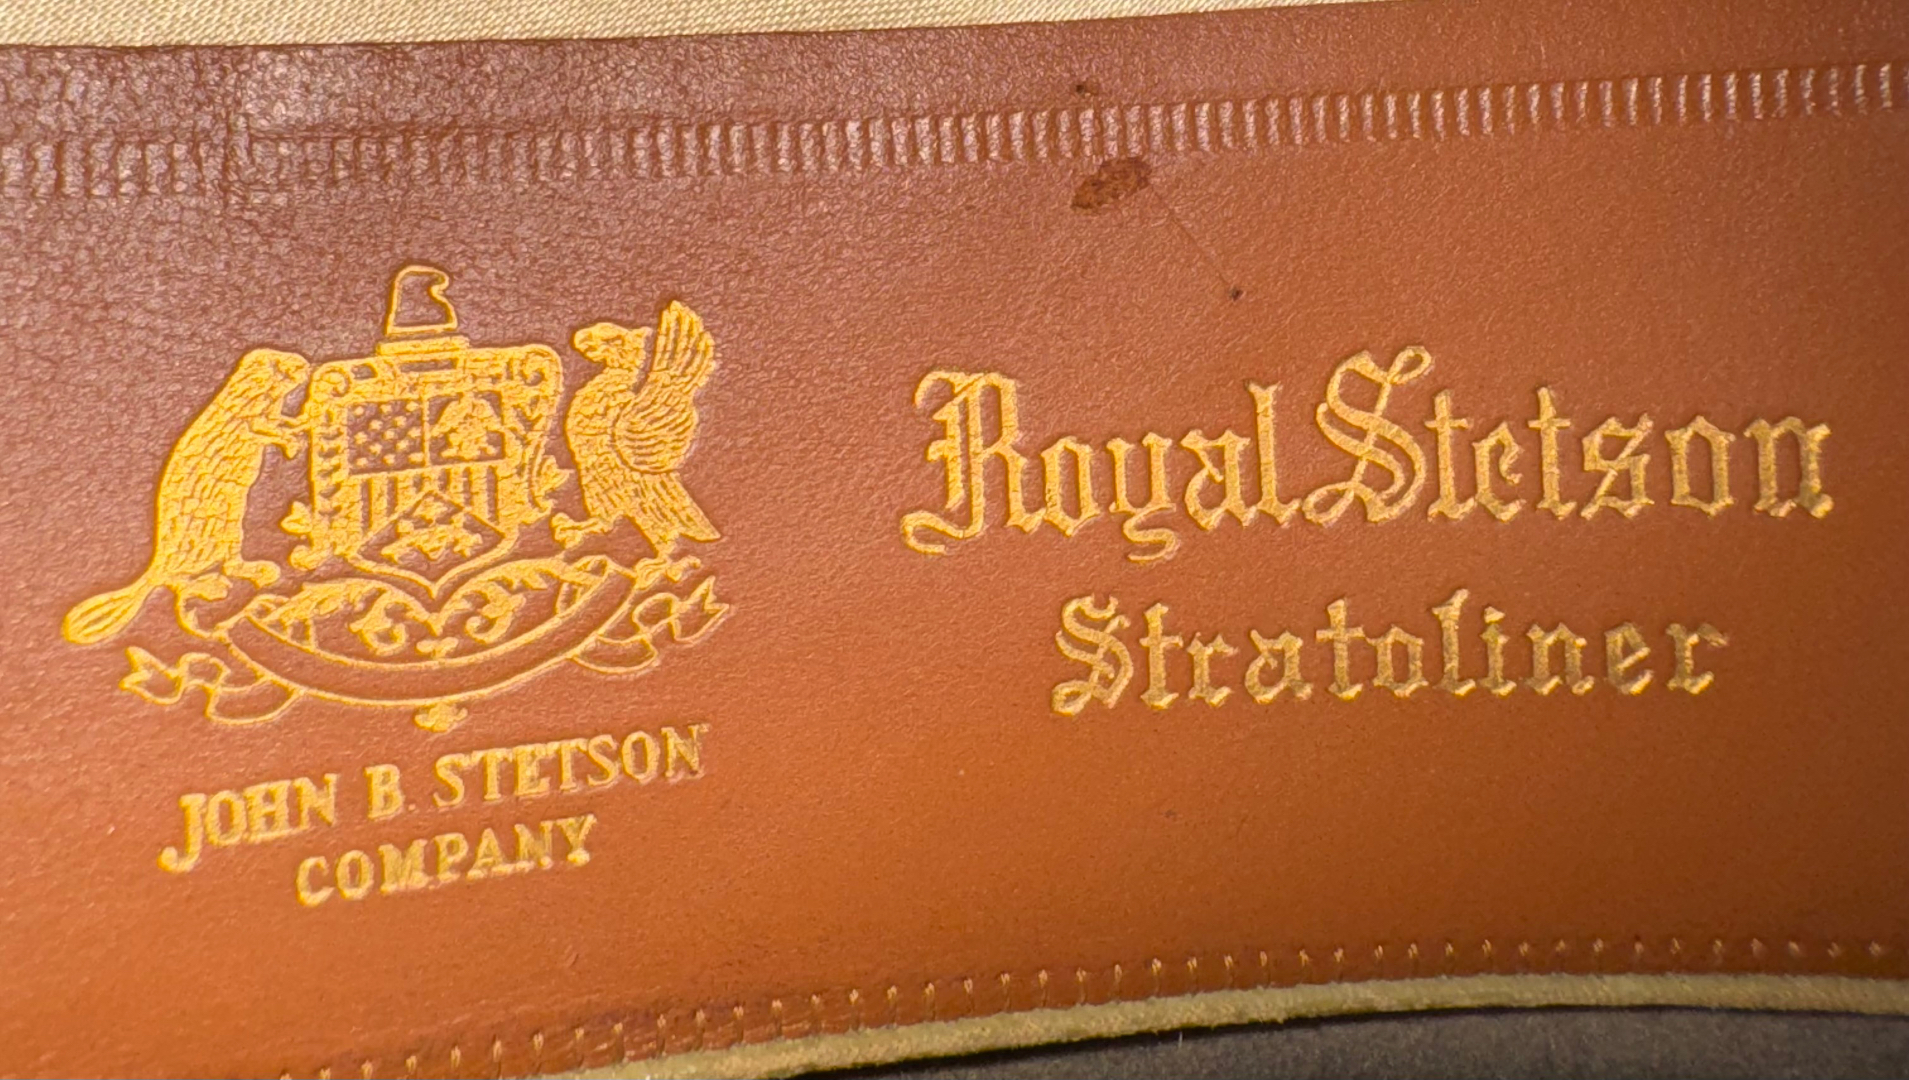 JOHN B. STETSON
COMPANY
Royal Stetson
Stratoliner